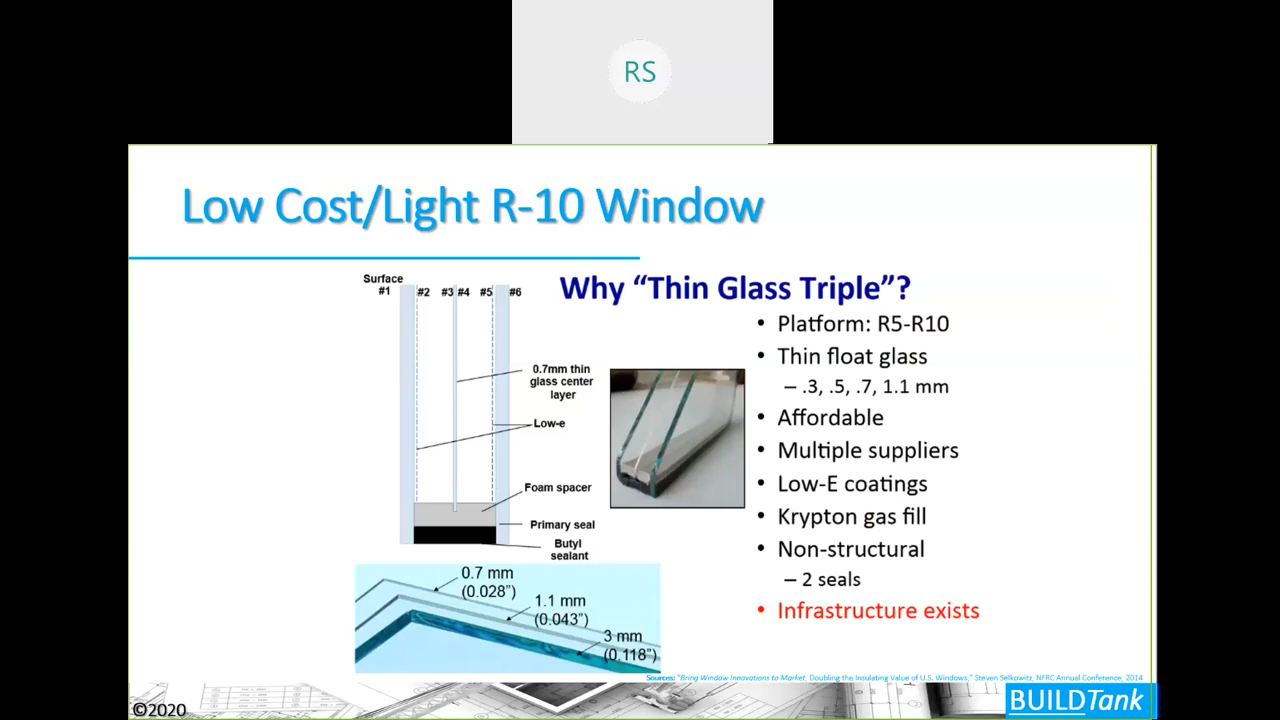 RS
Low Cost/Light R-10 Window
Surface
#1
#2
#3
#4
#5
#6
0.7mm thin
glass center
layer
Low-e
Foam spacer
Primary seal
Butyl
sealant
0.7 mm
(0.028”)
1.1 mm
(0.043”)
3 mm
(0.118”)
Why “Thin Glass Triple”?
• Platform: R5-R10
• Thin float glass
– .3, .5, .7, 1.1 mm
• Affordable
• Multiple suppliers
• Low-E coatings
• Krypton gas fill
• Non-structural
– 2 seals
• Infrastructure exists
Sources: “Bring Window Innovations to Market, Doubling the Insulating Value of U.S. Windows,” Steven Selkowitz, NFRC Annual Conference, 2014
©2020
BUILDTank